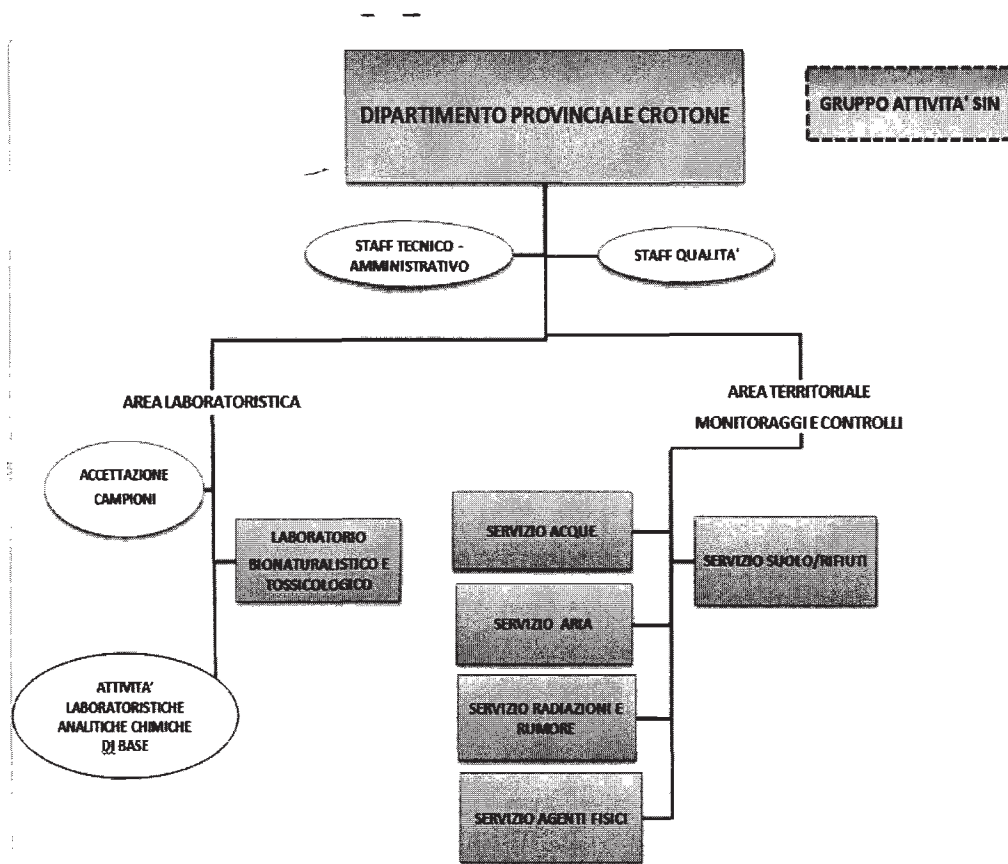 DIPARTIMENTO PROVINCIALE CROTONE
GRUPPO ATTIVITA' SIN
STAFF TECNICO -
AMMINISTRATIVO
STAFF QUALITA'
AREA LABORATORISTICA
AREA TERRITORIALE
MONITORAGGI E CONTROLLI
ACCETTAZIONE
CAMPIONI
LABORATORIO
BIONATURALISTICO E
TOSSICOLOGICO
ATTIVITA'
LABORATORISTICHE
ANALITICHE CHIMICHE
DI BASE
SERVIZIO ACQUE
SERVIZIO SUOLO/RIFIUTI
SERVIZIO ARIA
SERVIZIO RADIAZIONI E
RUMORE
SERVIZIO AGENTI FISICI